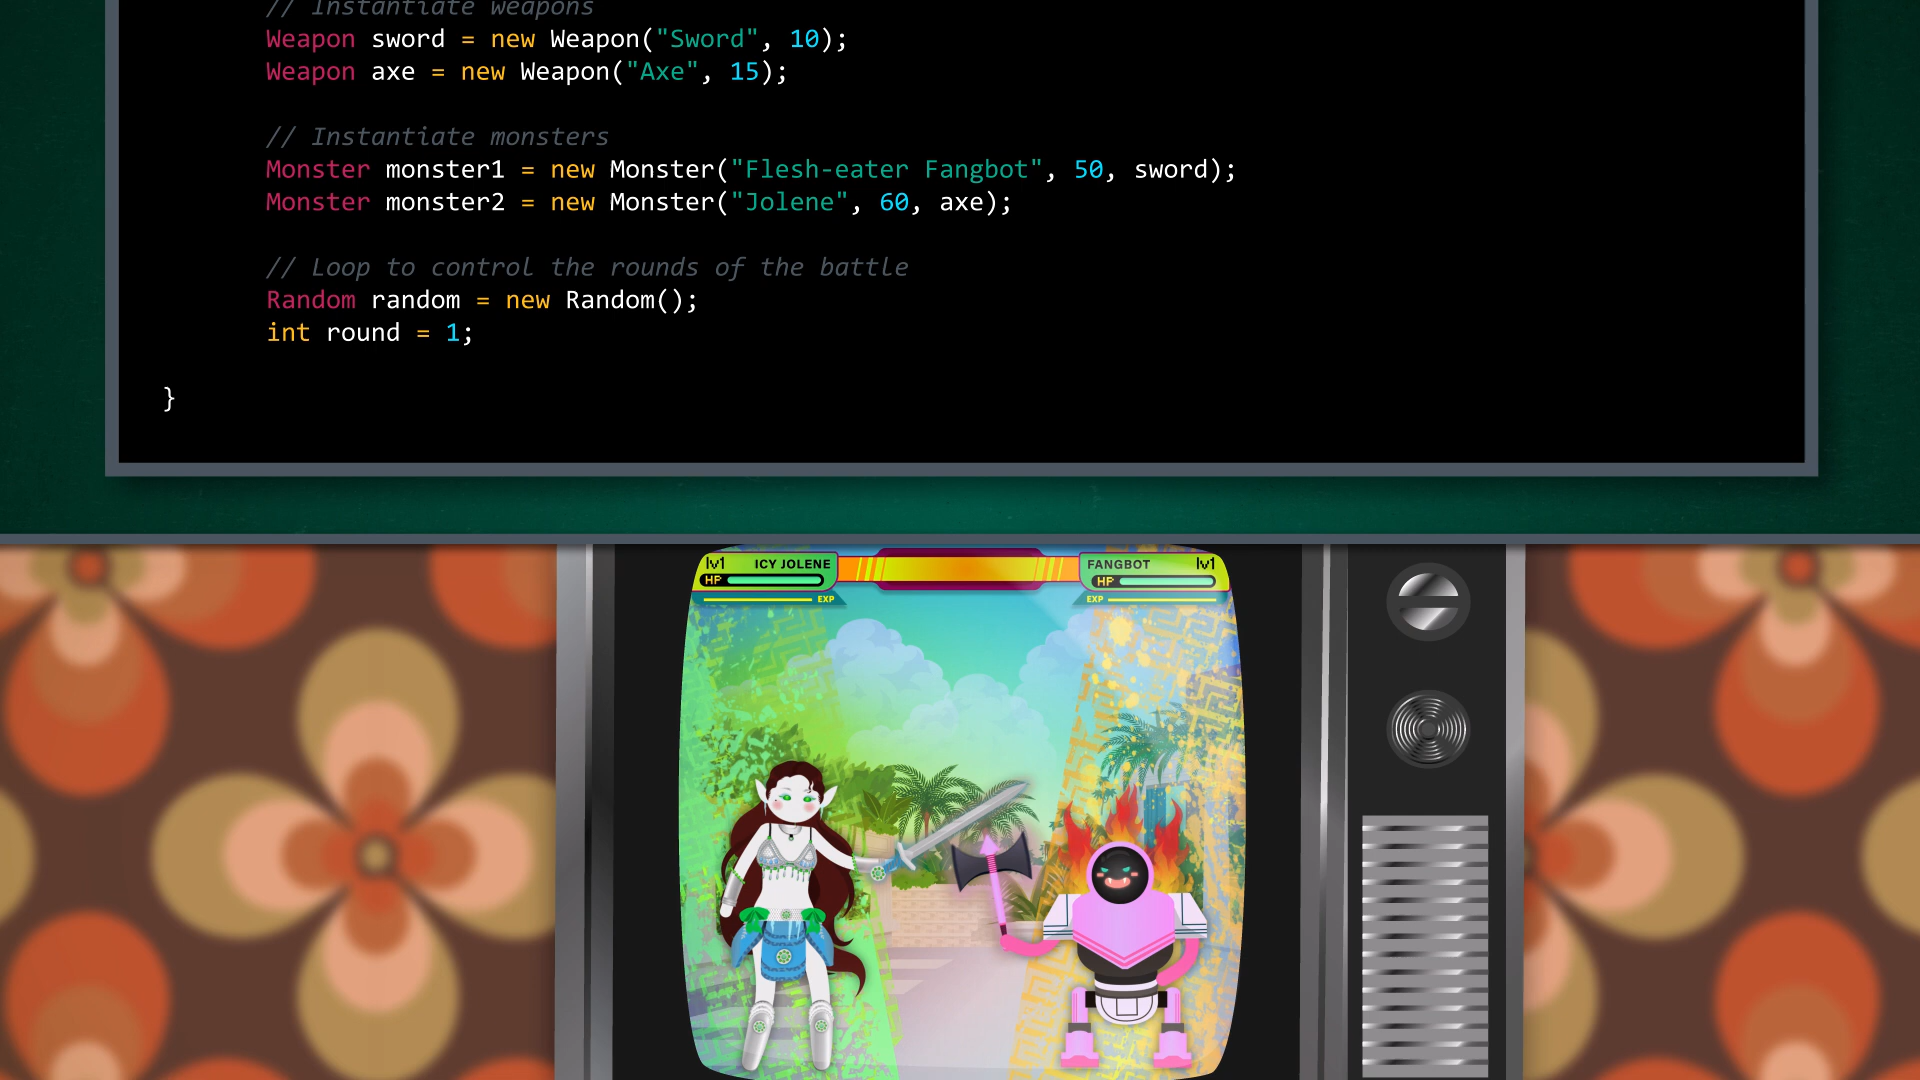 // Instantiate weapons
Weapon sword = new Weapon("Sword", 10);
Weapon axe = new Weapon("Axe", 15);
// Instantiate monsters
Monster monster1 = new Monster("Flesh-eater Fangbot", 50, sword);
Monster monster2 = new Monster("Jolene", 60, axe);
// Loop to control the rounds of the battle
Random random = new Random();
int round = 1;
}
lv1 ICY JOLENE
HP
EXP
FANGBOT lv1
HP
EXP